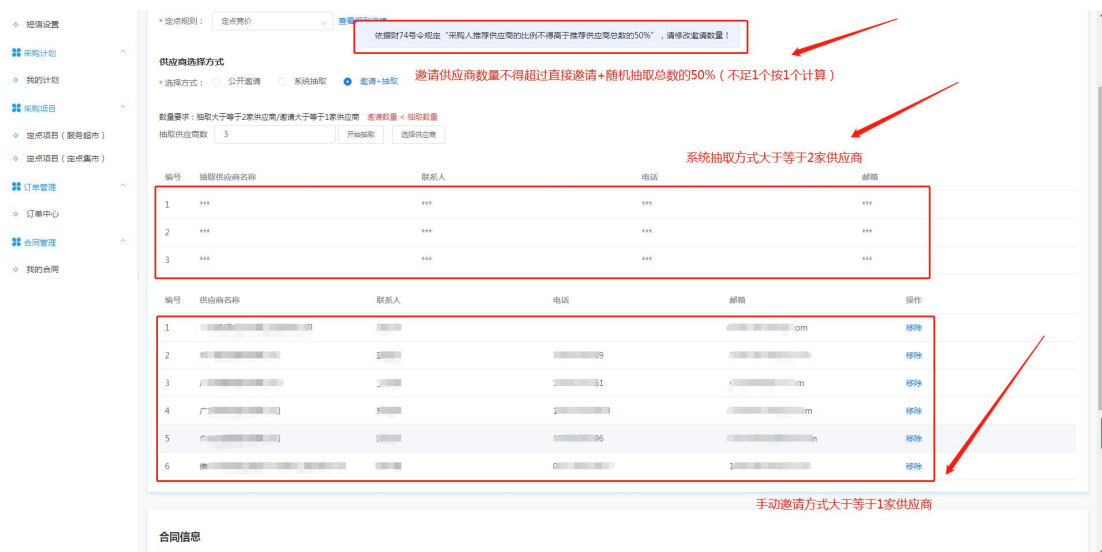 短信设置
采购计划
我的计划
采购项目
定点项目（服务超市）
定点项目（定点集市）
订单管理
订单中心
合同管理
我的合同
* 定点规则： 定点竞价
依据财74号令规定“采购人推荐供应商的比例不得高于推荐供应商总数的50%”，请修改邀请数量！
供应商选择方式
* 选择方式： 公开邀请 系统抽取 邀请+抽取
邀请供应商数量不得超过直接邀请+随机抽取总数的50%（不足1个按1个计算）
数量要求：抽取大于等于2家供应商/邀请大于等于1家供应商 邀请数量 < 抽取数量
抽取供应商数 3 开始抽取 选择供应商
系统抽取方式大于等于2家供应商
编号 抽取供应商名称 联系人 电话 邮箱
1 *** *** *** ***
2 *** *** *** ***
3 *** *** *** ***
编号 供应商名称 联系人 电话 邮箱 操作
1 om 移除
2 9 移除
3 51 m 移除
4 m 移除
5 96 n 移除
6 佛 移除
手动邀请方式大于等于1家供应商
合同信息